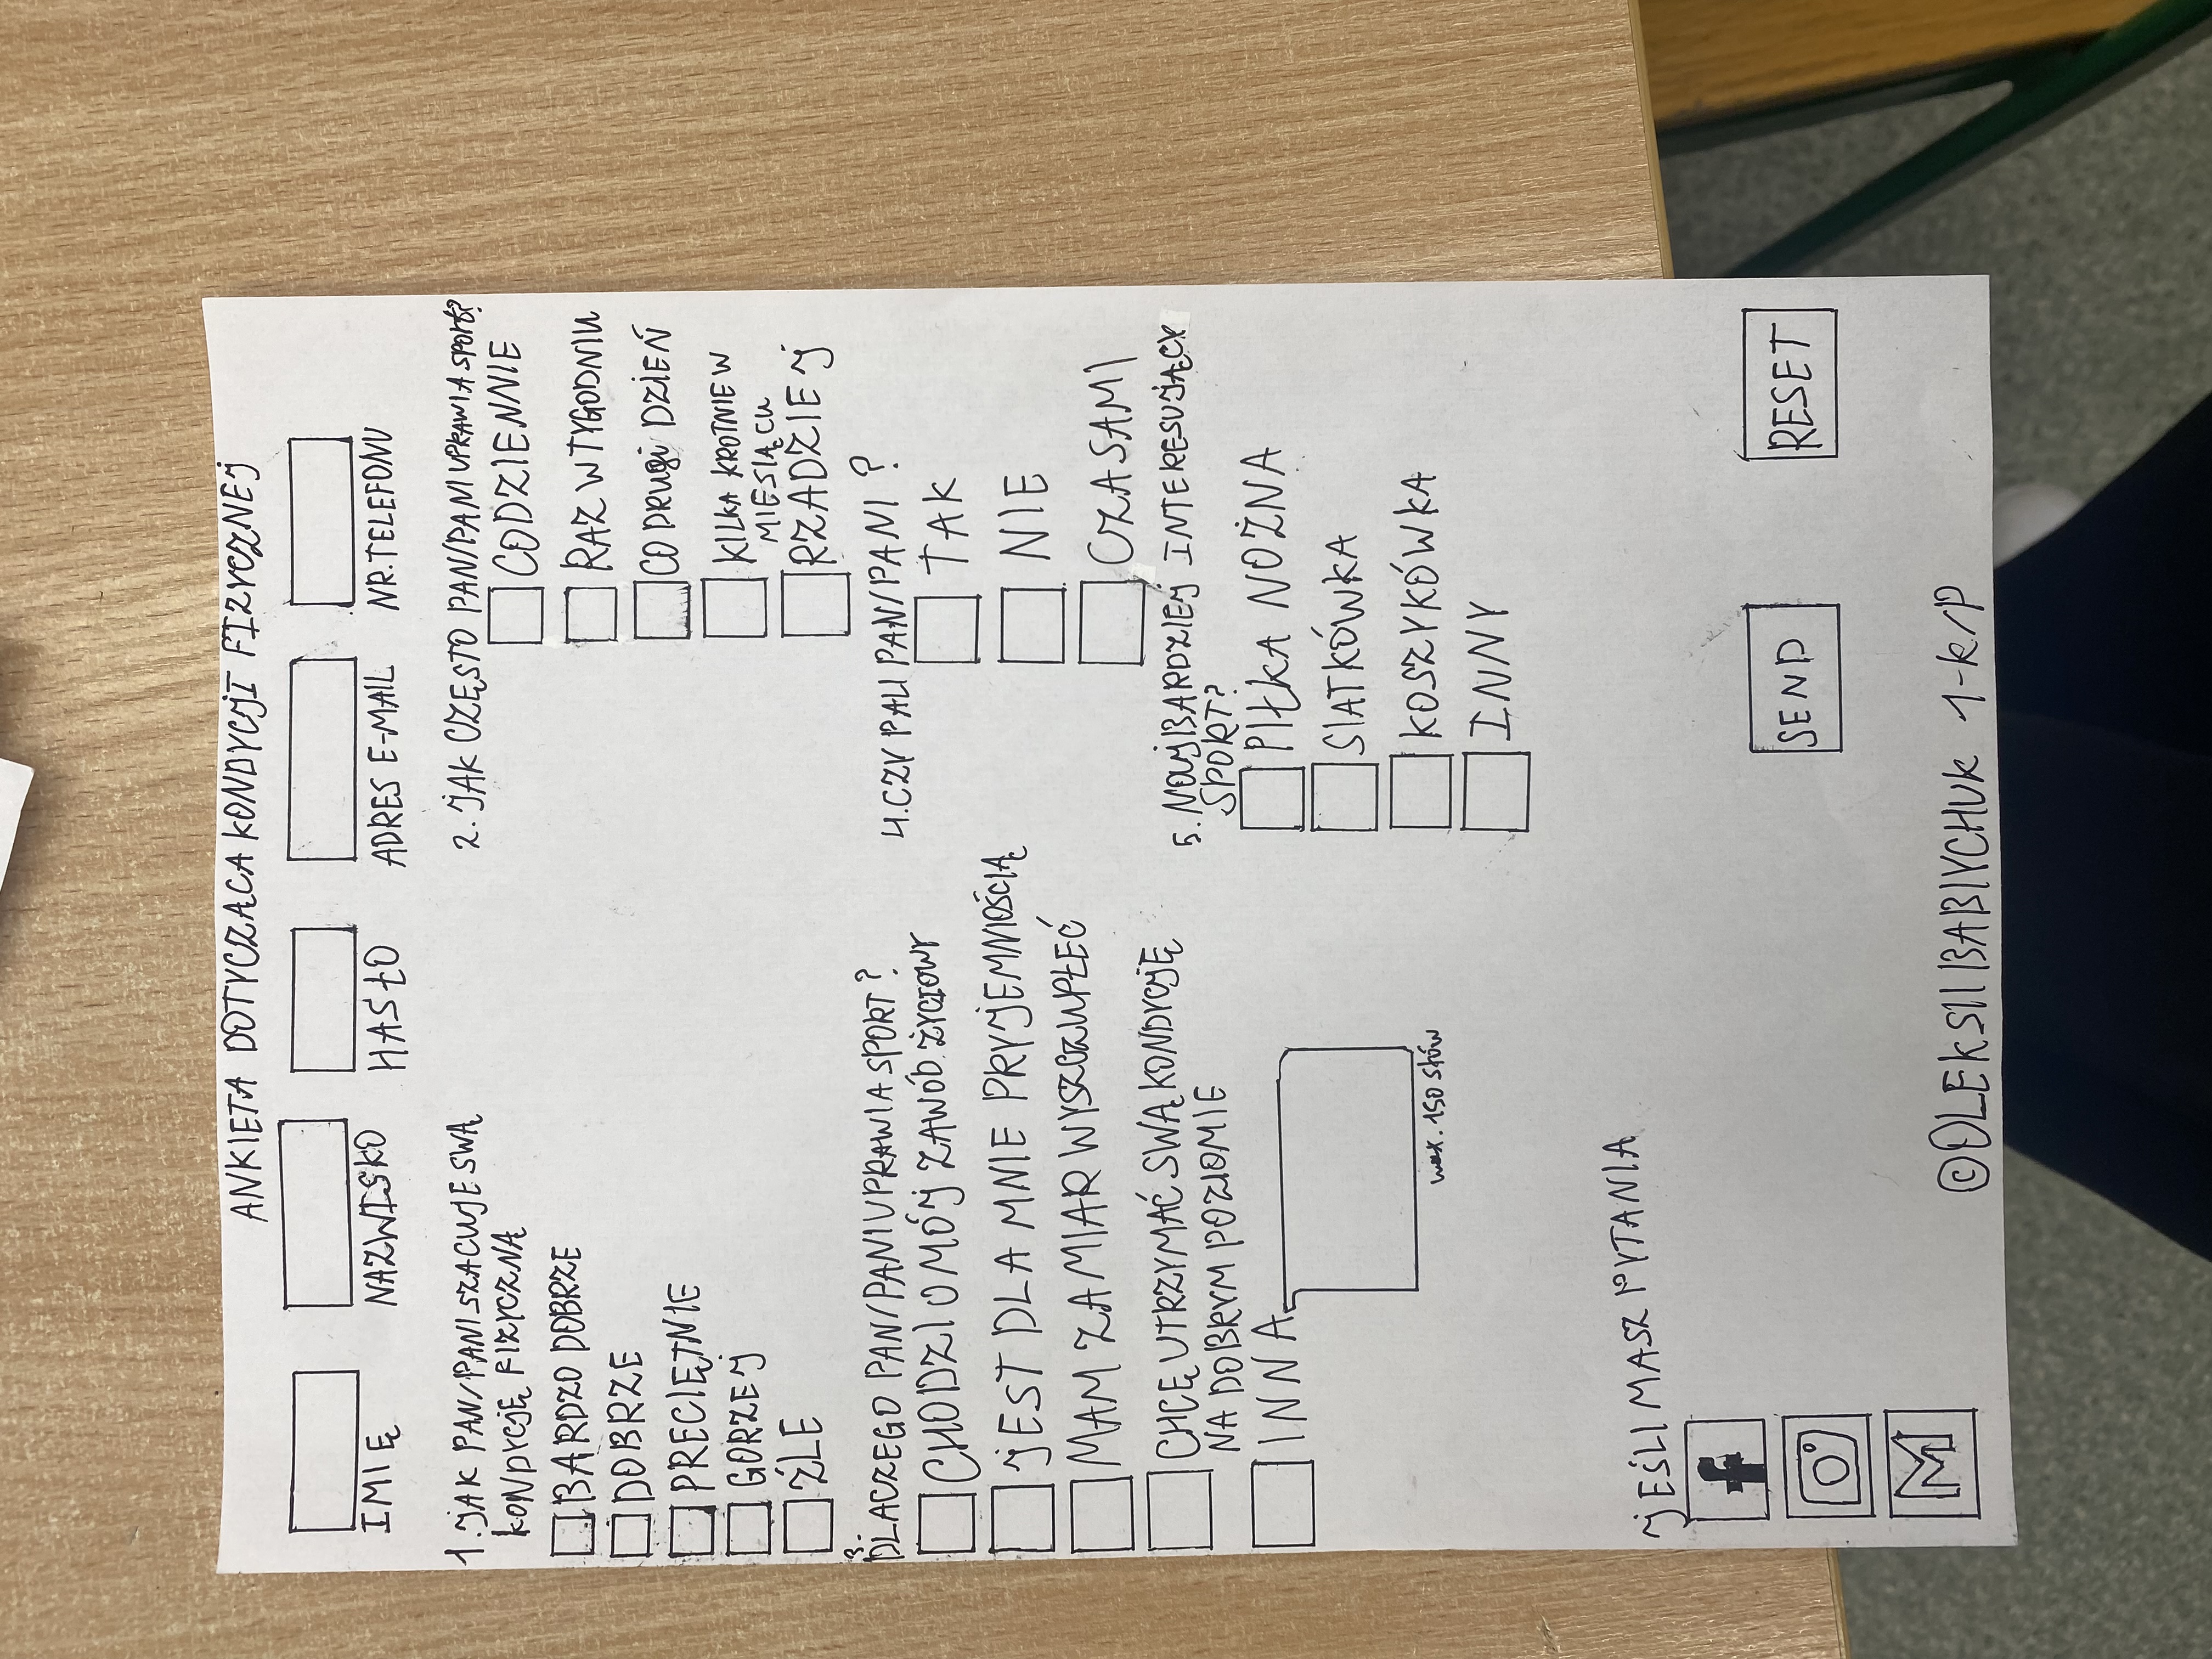 ANKIETA DOTYCZĄCA KONDYCJI FIZYCZNEJ
IMIĘ
NAZWISKO
HASŁO
ADRES E-MAIL
NR.TELEFONU
1.JAK PAN/PANI SZACUJE SWĄ
KONDYCJĘ FIZYCZNĄ
BARDZO DOBRZE
DOBRZE
PRECIĘTNIE
GORZEJ
ŹLE
2. JAK CZĘSTO PAN/PANI UPRAWIA SPORT?
CODZIENNIE
RAZ W TYGODNIU
CO DRUGI DZIEŃ
KILKA KROTNIE W
MIESIĄCU
RZADŹIEJ
3.
DLACZEGO PAN/PANI UPRAWIA SPORT?
CHODZI O MÓJ ZAWÓD ŻYCIOWY
JEST DLA MNIE PRYJEMNIOŚCIĄ
MAM ZAMIAR WYSZCZUPŁEĆ
CHCĘ UTRZYMAĆ SWĄ KONDYCJĘ
NA DOBRYM POZIOMIE
INNA
max. 150 słów
4.CZY PALI PAN/PANI?
TAK
NIE
CZASAMI
5. NAJBARDZIEJ INTERESUJĄCY
SPORT?
PIŁKA NOŻNA
SIATKÓWKA
KOSZYKÓWKA
INNY
JEŚLI MASZ PYTANIA
f
M
SEND
RESET
©OLEKSII BABIYCHUK 1-K/P